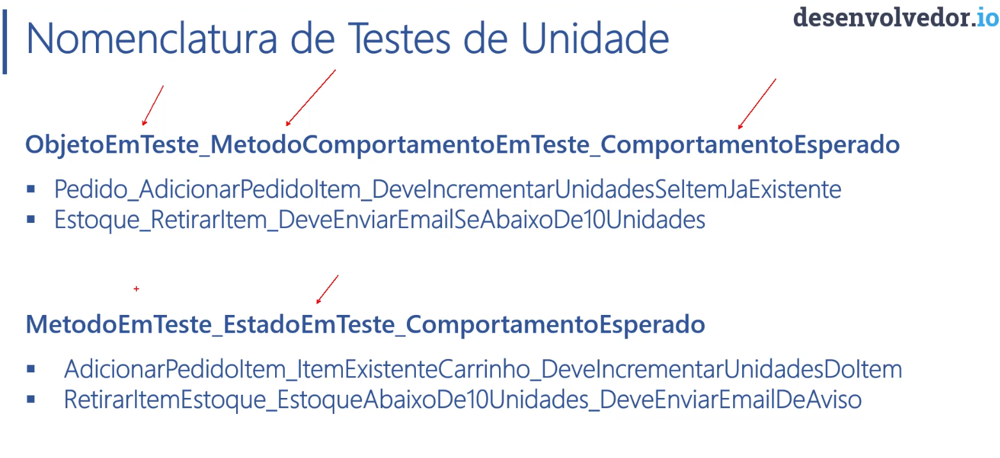 desenvolvedor.io
Nomenclatura de Testes de Unidade
ObjetoEmTeste_MetodoComportamentoEmTeste_ComportamentoEsperado
▪ Pedido_AdicionarPedidoItem_DeveIncrementarUnidadesSeItemJaExistente
▪ Estoque_RetirarItem_DeveEnviarEmailSeAbaixoDe10Unidades
MetodoEmTeste_EstadoEmTeste_ComportamentoEsperado
▪ AdicionarPedidoItem_ItemExistenteCarrinho_DeveIncrementarUnidadesDoItem
▪ RetirarItemEstoque_EstoqueAbaixoDe10Unidades_DeveEnviarEmailDeAviso